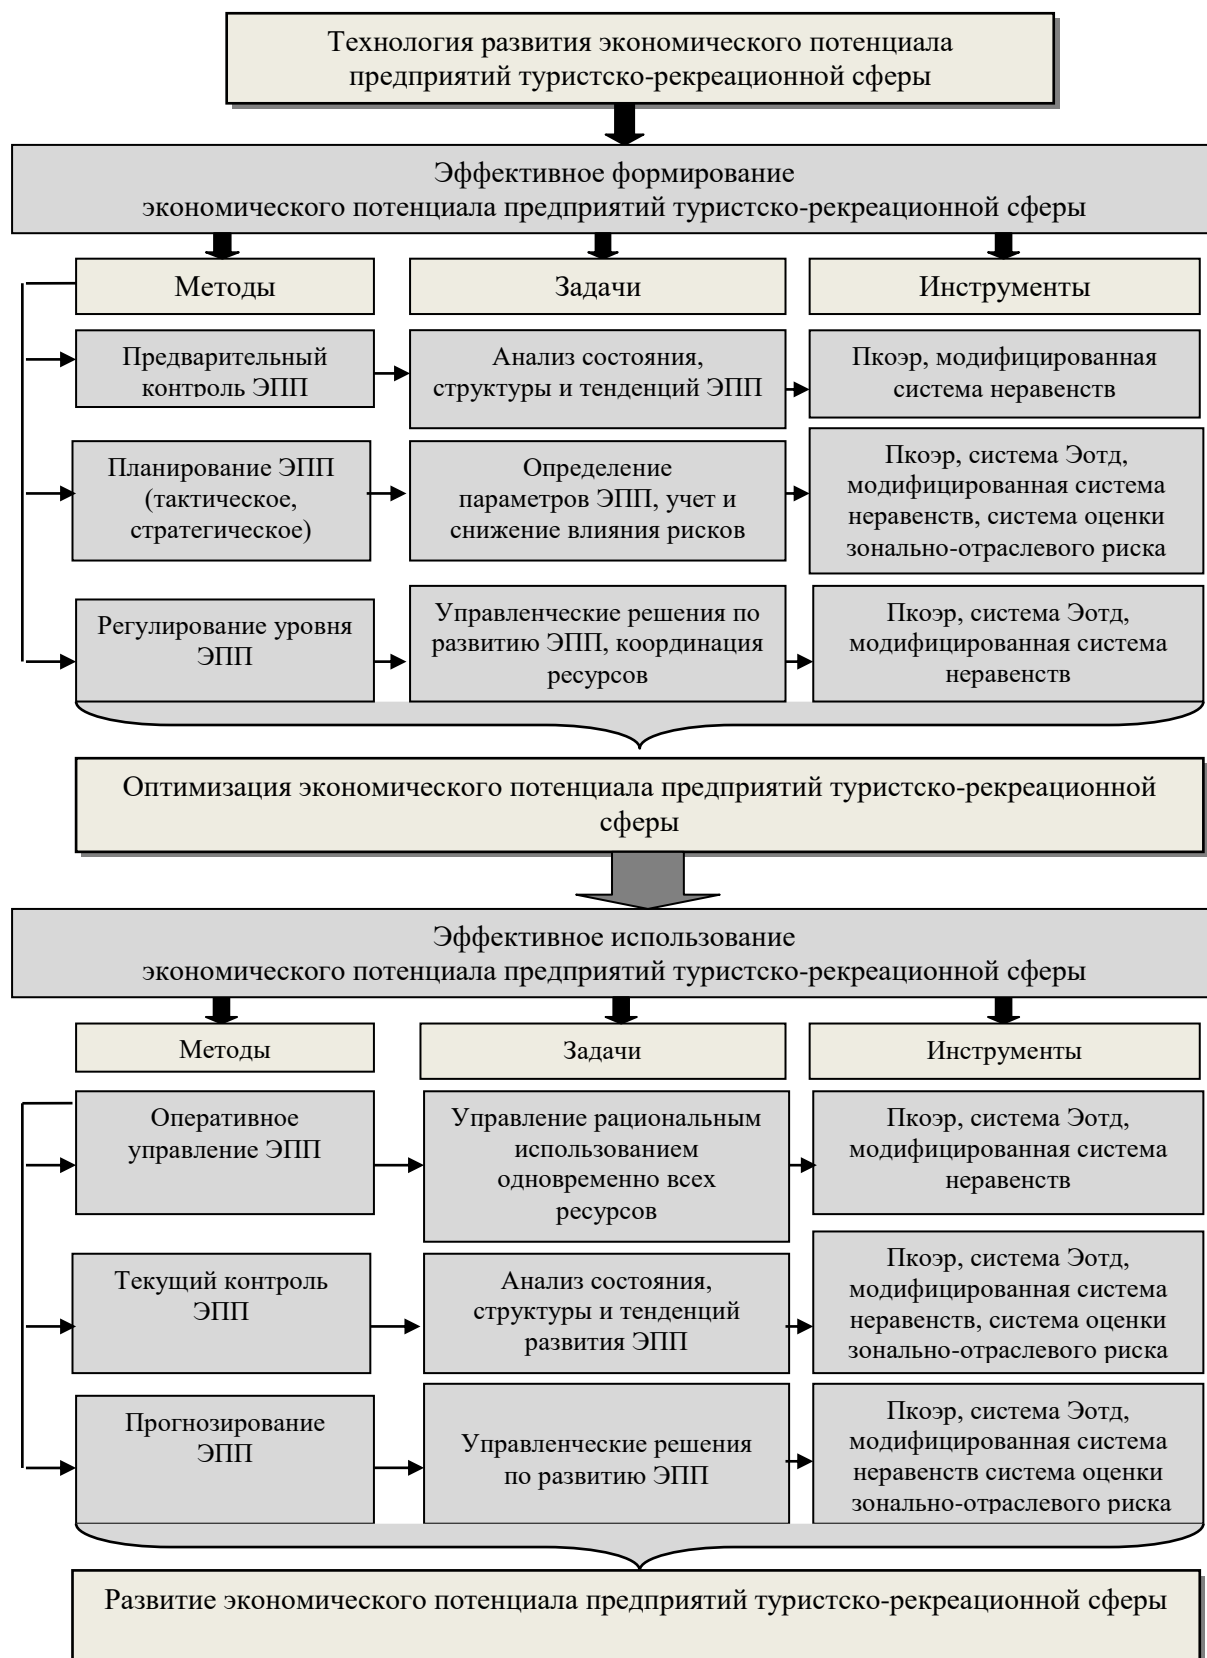 Технология развития экономического потенциала
предприятий туристско-рекреационной сферы
Эффективное формирование
экономического потенциала предприятий туристско-рекреационной сферы
Методы
Задачи
Инструменты
Предварительный
контроль ЭПП
Анализ состояния,
структуры и тенденций ЭПП
Пкоэр, модифицированная
система неравенств
Планирование ЭПП
(тактическое,
стратегическое)
Определение
параметров ЭПП, учет и
снижение влияния рисков
Пкоэр, система Эотд,
модифицированная система
неравенств, система оценки
зонально-отраслевого риска
Регулирование уровня
ЭПП
Управленческие решения по
развитию ЭПП, координация
ресурсов
Пкоэр, система Эотд,
модифицированная система
неравенств
Оптимизация экономического потенциала предприятий туристско-рекреационной
сферы
Эффективное использование
экономического потенциала предприятий туристско-рекреационной сферы
Методы
Задачи
Инструменты
Оперативное
управление ЭПП
Управление рациональным
использованием
одновременно всех
ресурсов
Пкоэр, система Эотд,
модифицированная система
неравенств
Текущий контроль
ЭПП
Анализ состояния,
структуры и тенденций
развития ЭПП
Пкоэр, система Эотд,
модифицированная система
неравенств, система оценки
зонально-отраслевого риска
Прогнозирование
ЭПП
Управленческие решения
по развитию ЭПП
Пкоэр, система Эотд,
модифицированная система
неравенств система оценки
зонально-отраслевого риска
Развитие экономического потенциала предприятий туристско-рекреационной сферы